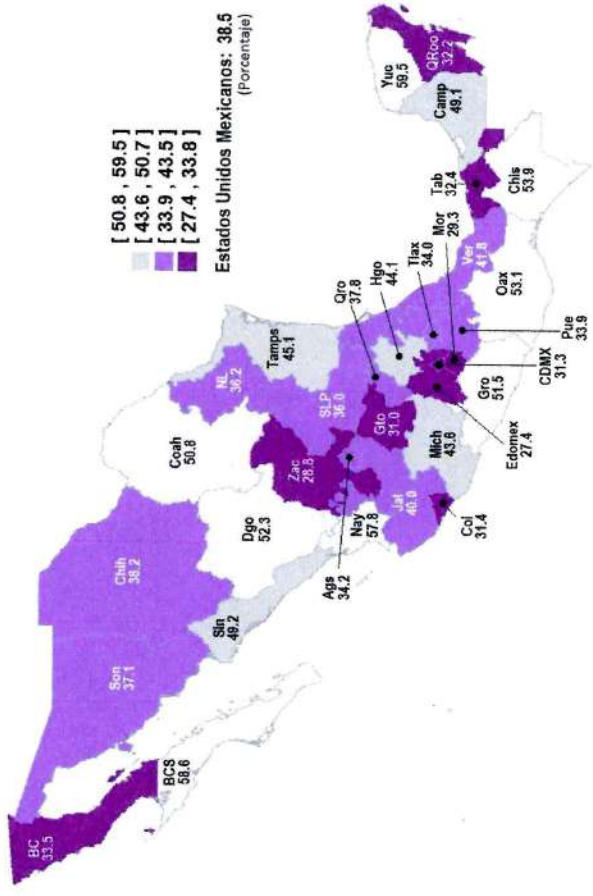 [ 50.8 , 59.5 ]
[ 43.6 , 50.7 ]
[ 33.9 , 43.5 ]
[ 27.4 , 33.8 ]
Estados Unidos Mexicanos: 38.5
(Porcentaje)
BC
33.5
BCS
58.6
Son
37.1
Chih
38.2
Sin
49.2
Dgo
52.3
Coah
50.8
NL
36.2
Tamps
45.1
Zac
28.8
SLP
36.0
Ags
34.2
Nay
57.8
Jal
40.0
Col
31.4
Gto
31.0
Mich
43.6
Qro
37.8
Hgo
44.1
Tlax
34.0
Mor
29.3
Edomex
27.4
CDMX
31.3
Gro
51.5
Pue
33.9
Ver
41.8
Oax
53.1
Tab
32.4
Chis
53.9
Camp
49.1
Yuc
59.5
QRoo
32.2